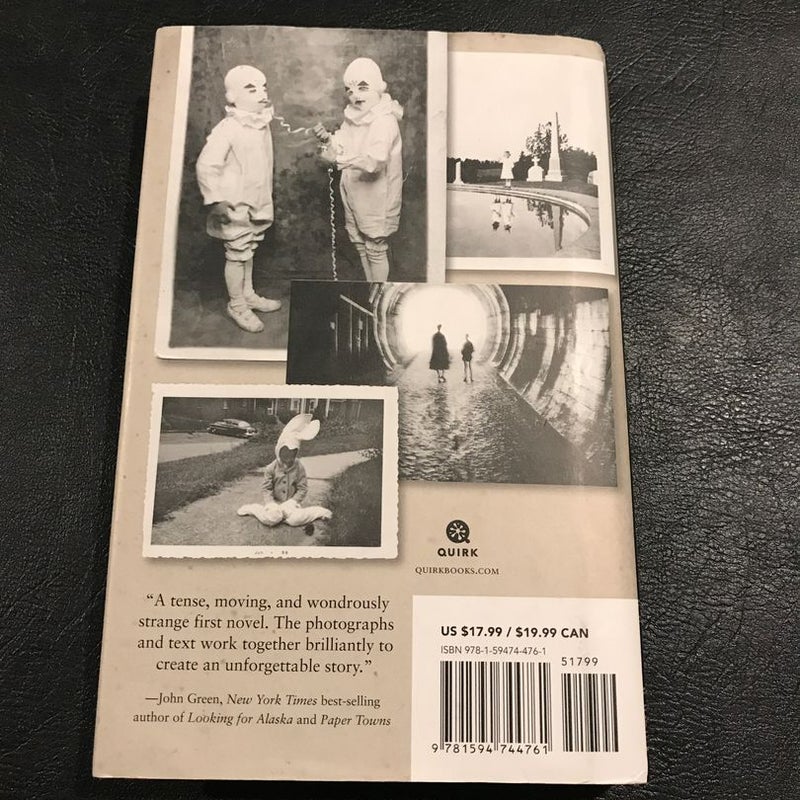 QUIRK
QUIRKBOOKS.COM
“A tense, moving, and wondrously
strange first novel. The photographs
and text work together brilliantly to
create an unforgettable story.”
—John Green, New York Times best-selling
author of Looking for Alaska and Paper Towns
US $17.99 / $19.99 CAN
ISBN 978-1-59474-476-1
51799
9 781594 744761